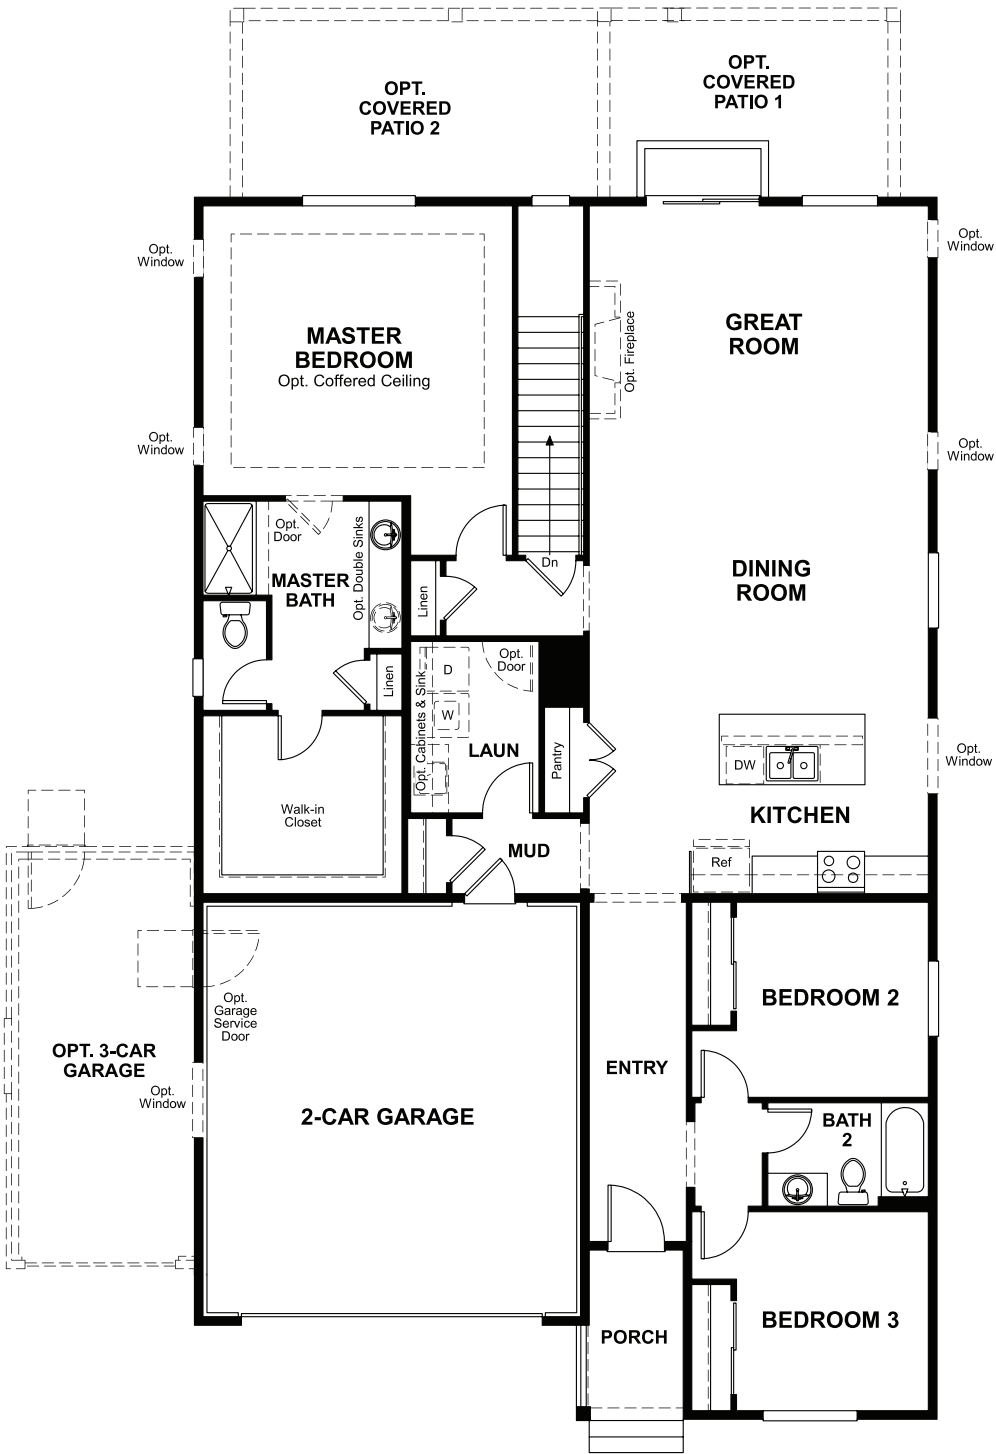 OPT.
COVERED
PATIO 2
OPT.
COVERED
PATIO 1
Opt.
Window
Opt.
Window
MASTER
BEDROOM
Opt. Coffered Ceiling
Opt. Fireplace
GREAT
ROOM
Opt.
Window
Opt.
Window
Opt.
Window
Opt.
Door
Opt. Double Sinks
MASTER
BATH
Dn
Linen
DINING
ROOM
Linen
Opt. Cabinets & Sink
D
W
Opt.
Door
LAUN
Pantry
DW
KITCHEN
Opt.
Window
Walk-in
Closet
MUD
Ref
Opt.
Garage
Service
Door
OPT. 3-CAR
GARAGE
Opt.
Window
2-CAR GARAGE
ENTRY
BEDROOM 2
BATH
2
PORCH
BEDROOM 3